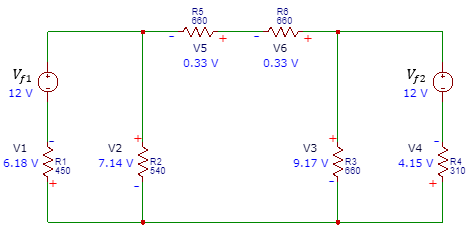 R5
660
R6
660
V5
0.33 V
V6
0.33 V
Vf1
12 V
Vf2
12 V
V1
6.18 V
R1
460
V2
7.14 V
R2
540
V3
9.17 V
R3
660
V4
4.15 V
R4
310